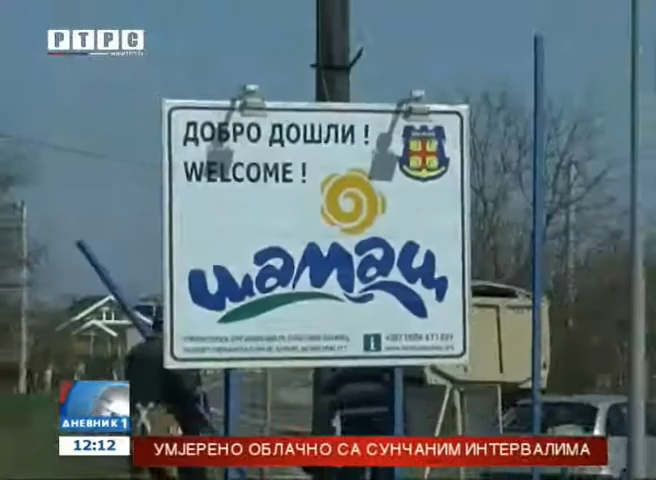 РТРС
ДОБРО ДОШЛИ !
WELCOME !
шамац
ДНЕВНИК 1
12:12
УМЈЕРЕНО ОБЛАЧНО СА СУНЧАНИМ ИНТЕРВАЛИМА